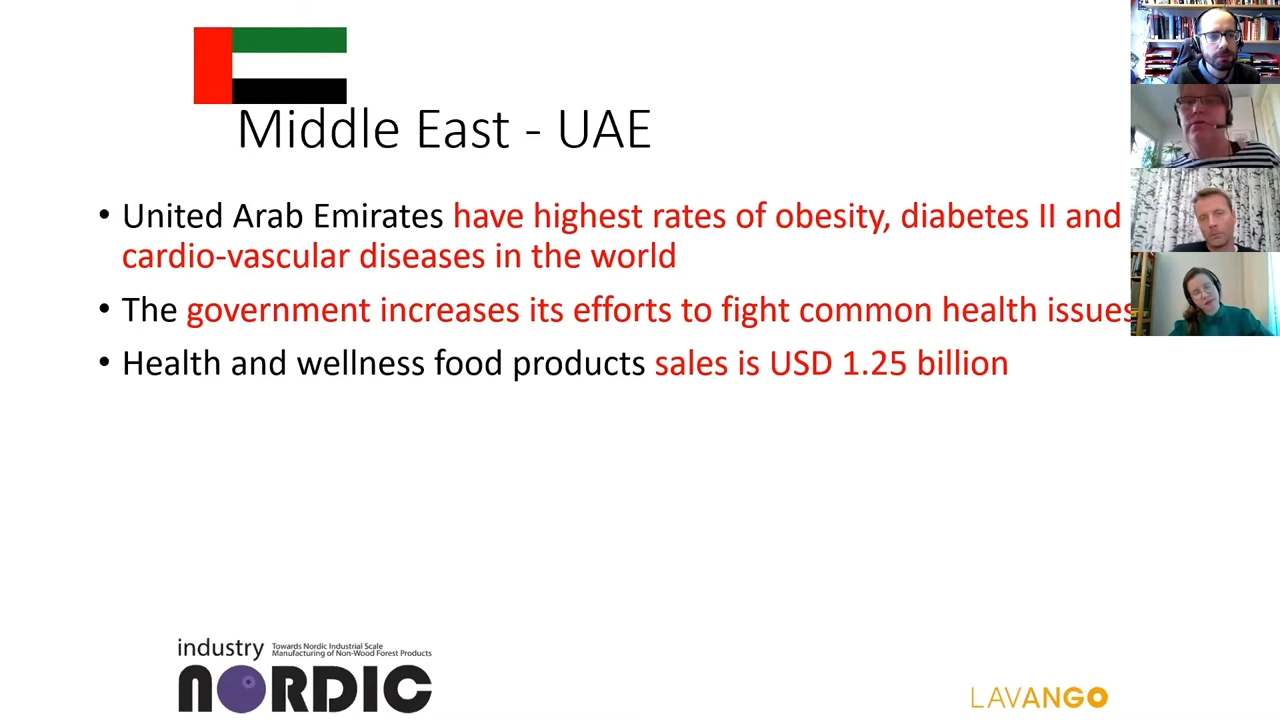 Middle East - UAE
• United Arab Emirates have highest rates of obesity, diabetes II and
cardio-vascular diseases in the world
• The government increases its efforts to fight common health issues
• Health and wellness food products sales is USD 1.25 billion
industry Towards Nordic Industrial Scale
Manufacturing of Non-Wood Forest Products
NORDIC
LAVANGO